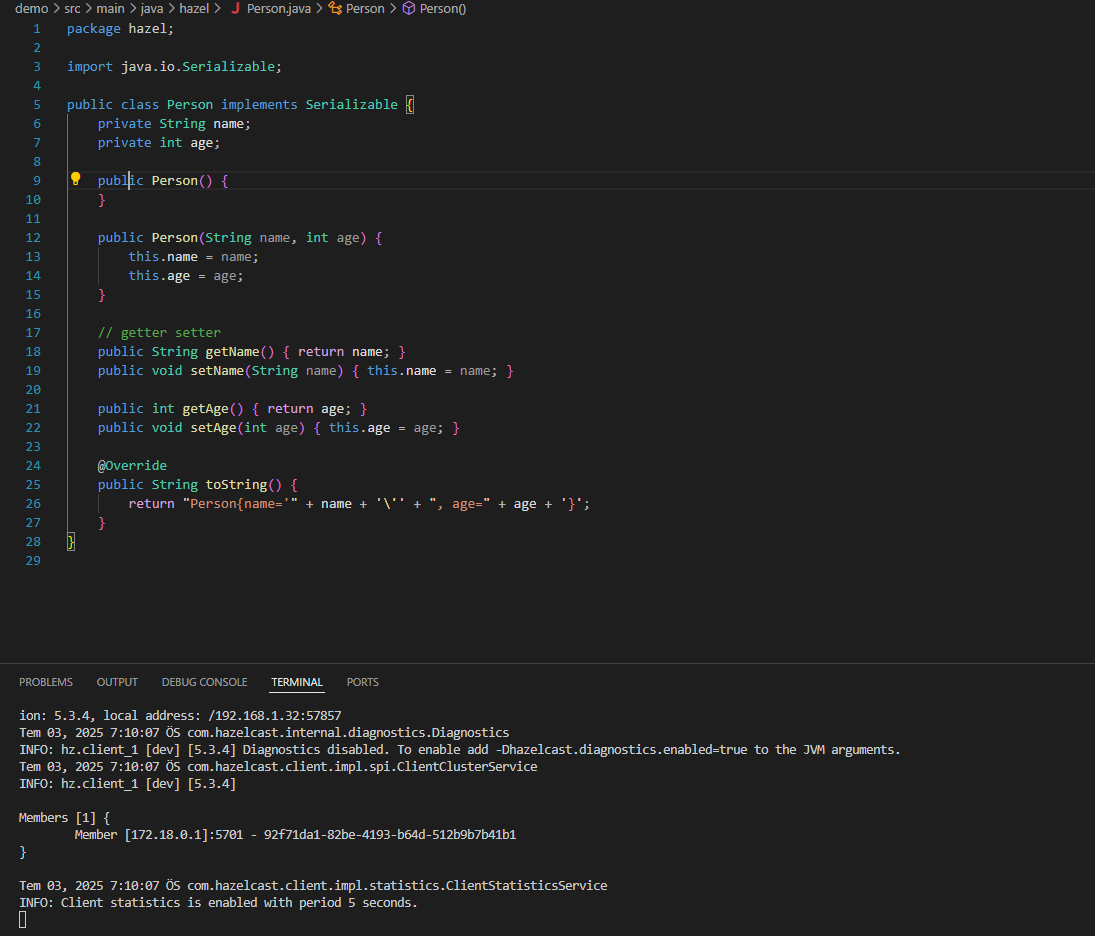 demo > src > main > java > hazel > J Person.java > Person > Person()
1 package hazel;
2
3 import java.io.Serializable;
4
5 public class Person implements Serializable {
6     private String name;
7     private int age;
8
9     public Person() {
10     }
11
12     public Person(String name, int age) {
13         this.name = name;
14         this.age = age;
15     }
16
17     // getter setter
18     public String getName() { return name; }
19     public void setName(String name) { this.name = name; }
20
21     public int getAge() { return age; }
22     public void setAge(int age) { this.age = age; }
23
24     @Override
25     public String toString() {
26         return "Person{name='" + name + '\'' + ", age=" + age + '}';
27     }
28 }
29
PROBLEMS OUTPUT DEBUG CONSOLE TERMINAL PORTS
ion: 5.3.4, local address: /192.168.1.32:57857
Tem 03, 2025 7:10:07 ÖS com.hazelcast.internal.diagnostics.Diagnostics
INFO: hz.client_1 [dev] [5.3.4] Diagnostics disabled. To enable add -Dhazelcast.diagnostics.enabled=true to the JVM arguments.
Tem 03, 2025 7:10:07 ÖS com.hazelcast.client.impl.spi.ClientClusterService
INFO: hz.client_1 [dev] [5.3.4]

Members [1] {
        Member [172.18.0.1]:5701 - 92f71da1-82be-4193-b64d-512b9b7b41b1
}

Tem 03, 2025 7:10:07 ÖS com.hazelcast.client.impl.statistics.ClientStatisticsService
INFO: Client statistics is enabled with period 5 seconds.